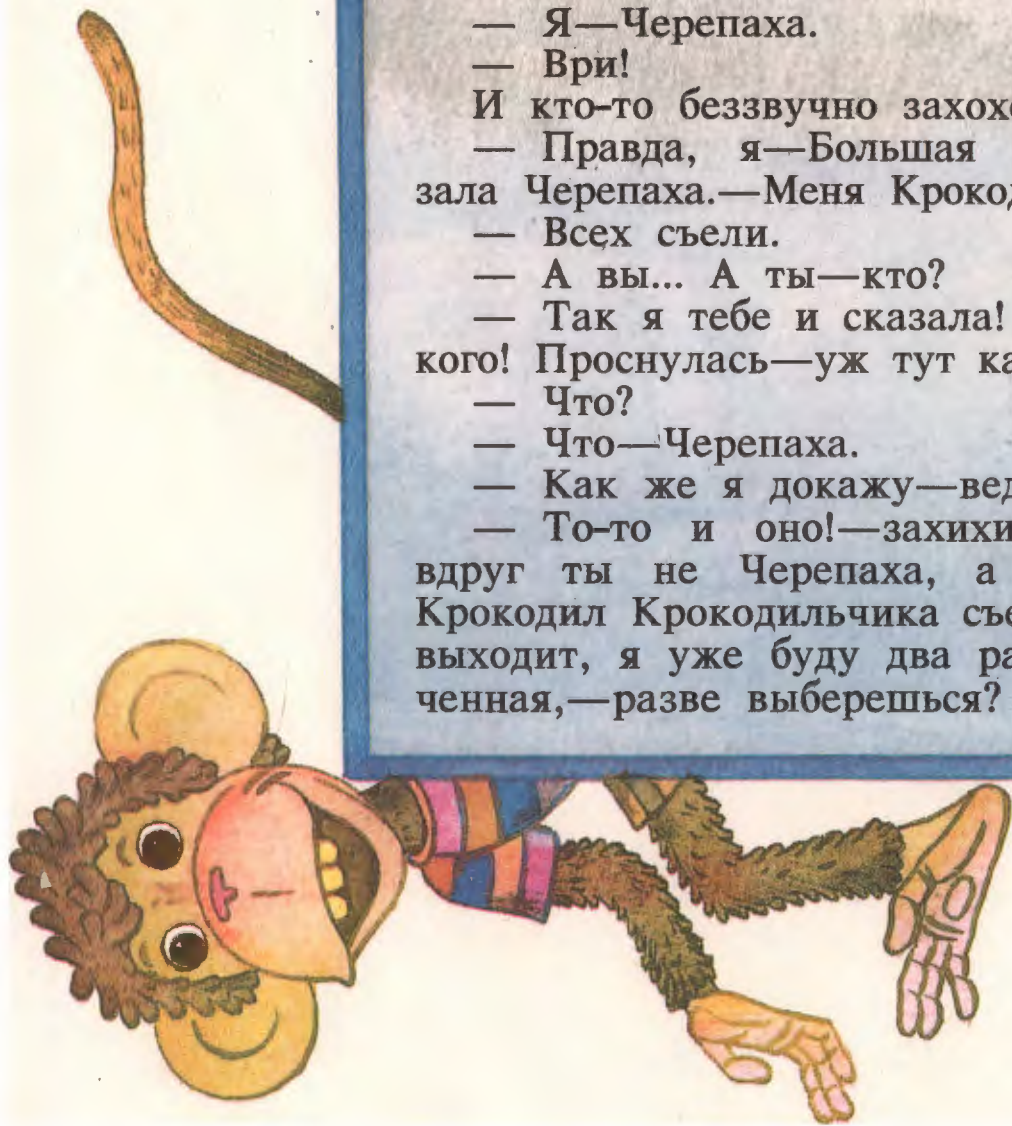 — Я—Черепаха.
— Ври!
И кто-то беззвучно захохо
— Правда, я—Большая
зала Черепаха.—Меня Крокод
— Всех съели.
— А вы... А ты—кто?
— Так я тебе и сказала!
кого! Проснулась—уж тут ка
— Что?
— Что—Черепаха.
— Как же я докажу—вед
— То-то и оно!—захихи
вдруг ты не Черепаха, а
Крокодил Крокодильчика съе
выходит, я уже буду два ра
ченная,—разве выберешься?